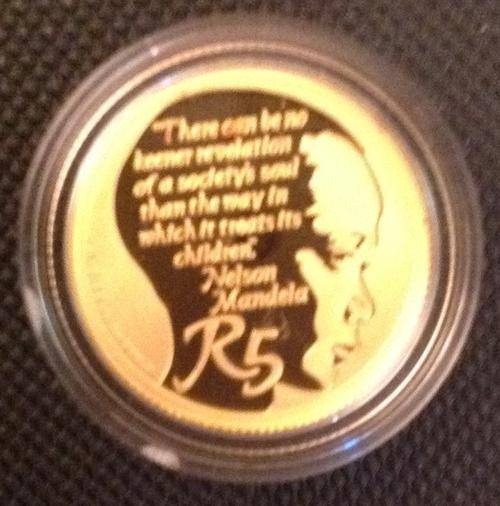 "There can be no
keener revelation
of a society's soul
than the way in
which it treats its
children."
Nelson
Mandela
R5